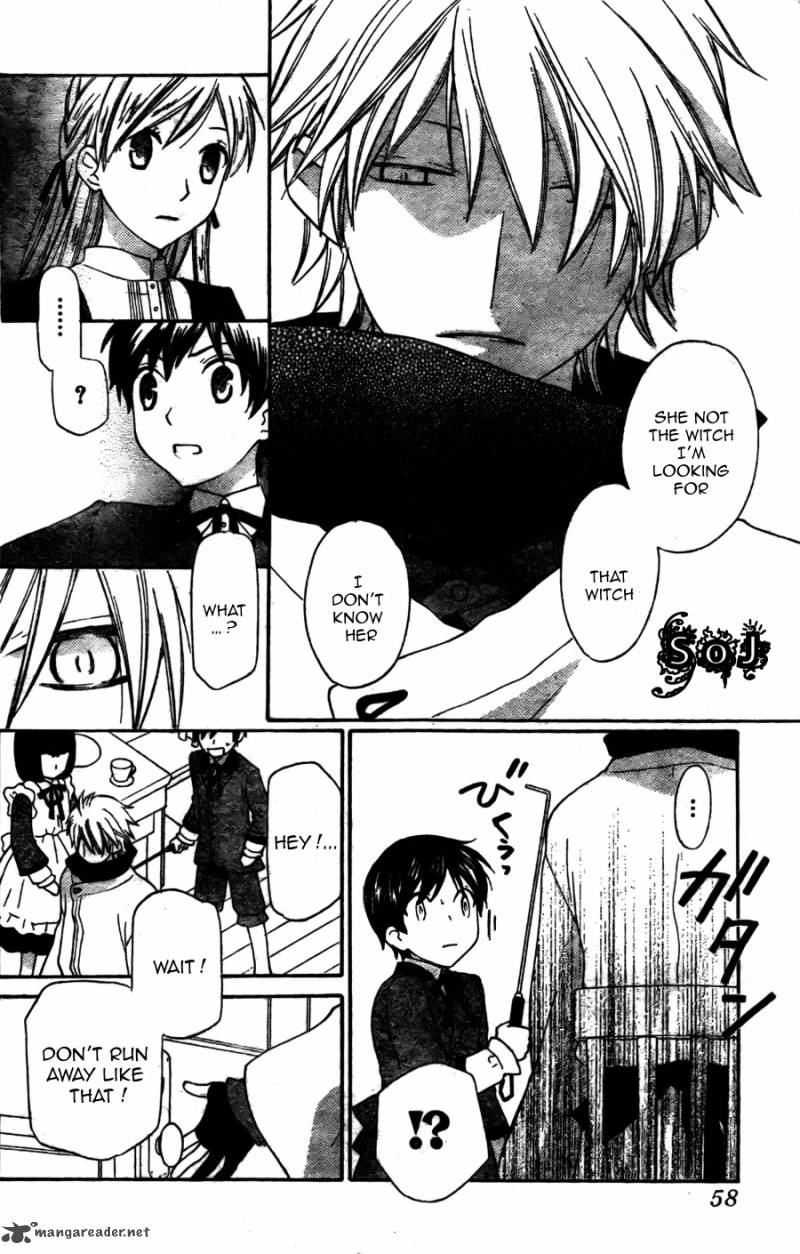 SHE NOT
THE WITCH
I'M
LOOKING
FOR
THAT
WITCH
I
DON'T
KNOW
HER
SOJ
⋮
?
WHAT
...?
⋮
ガタン
びくぅっ
!?
HEY!...
WAIT!
DON'T RUN
AWAY LIKE
THAT!
58
mangareader.net